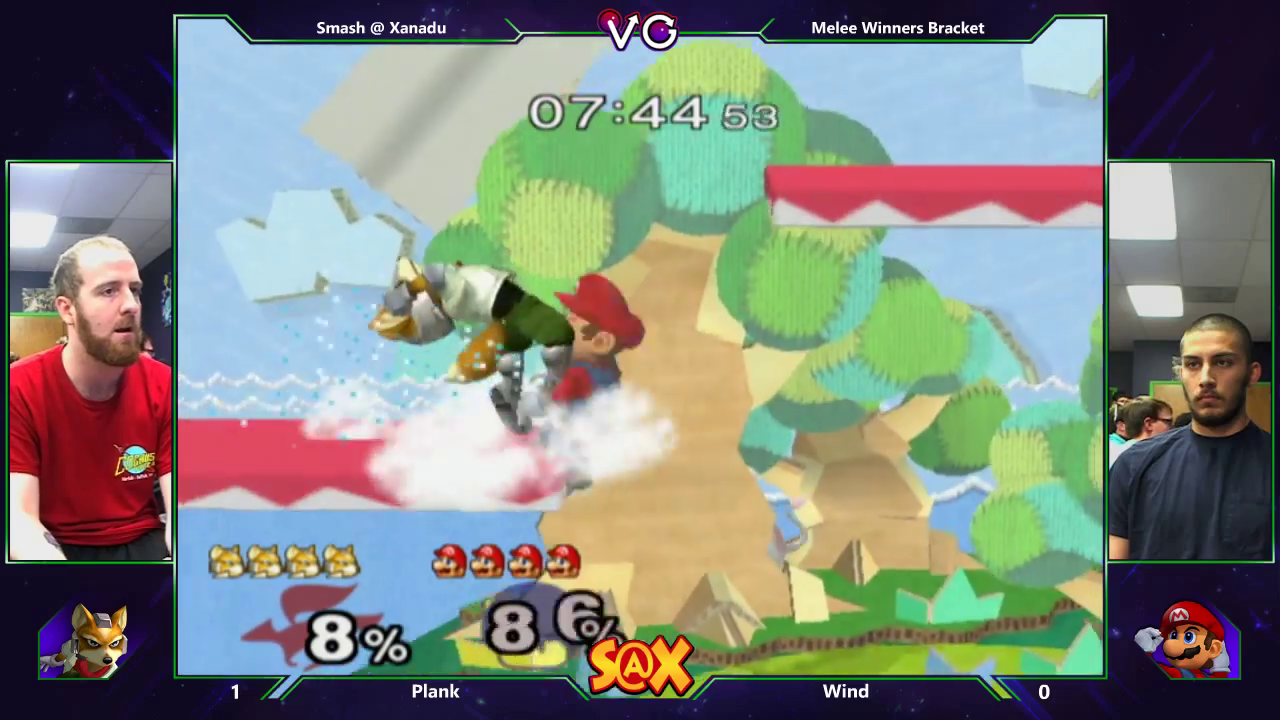 Smash @ Xanadu
VG
Melee Winners Bracket
07:44 53
8%
86%
S@X
1
Plank
Wind
0